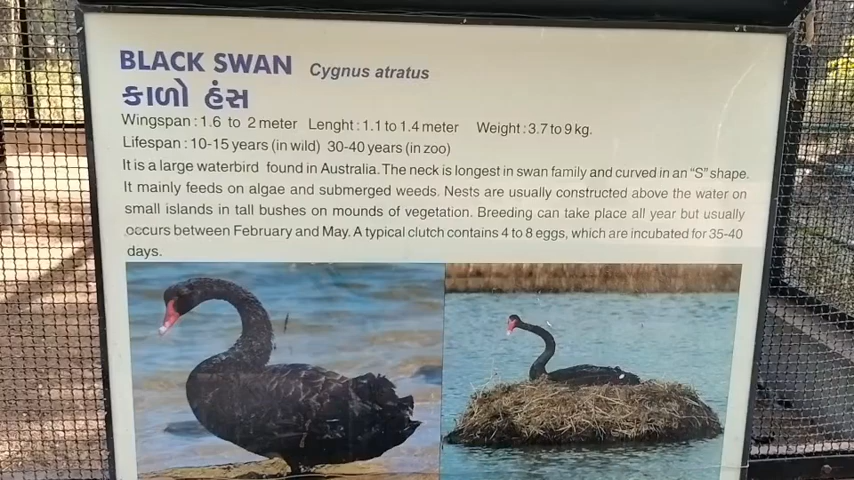 BLACK SWAN Cygnus atratus
કાળો હંસ
Wingspan : 1.6 to 2 meter Lenght : 1.1 to 1.4 meter Weight : 3.7 to 9 kg.
Lifespan : 10-15 years (in wild) 30-40 years (in zoo)
It is a large waterbird found in Australia. The neck is longest in swan family and curved in an “S” shape.
It mainly feeds on algae and submerged weeds. Nests are usually constructed above the water on
small islands in tall bushes on mounds of vegetation. Breeding can take place all year but usually
occurs between February and May. A typical clutch contains 4 to 8 eggs, which are incubated for 35-40
days.